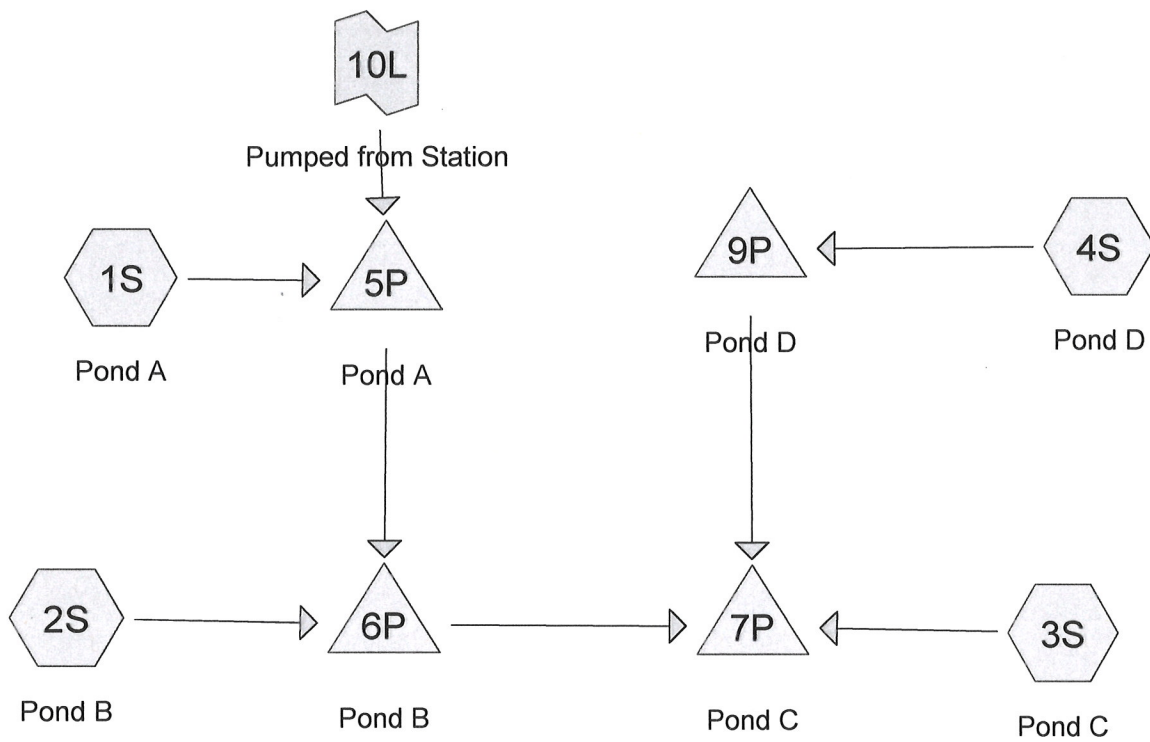 10L
Pumped from Station
1S
Pond A
5P
Pond A
9P
Pond D
4S
Pond D
2S
Pond B
6P
Pond B
7P
Pond C
3S
Pond C